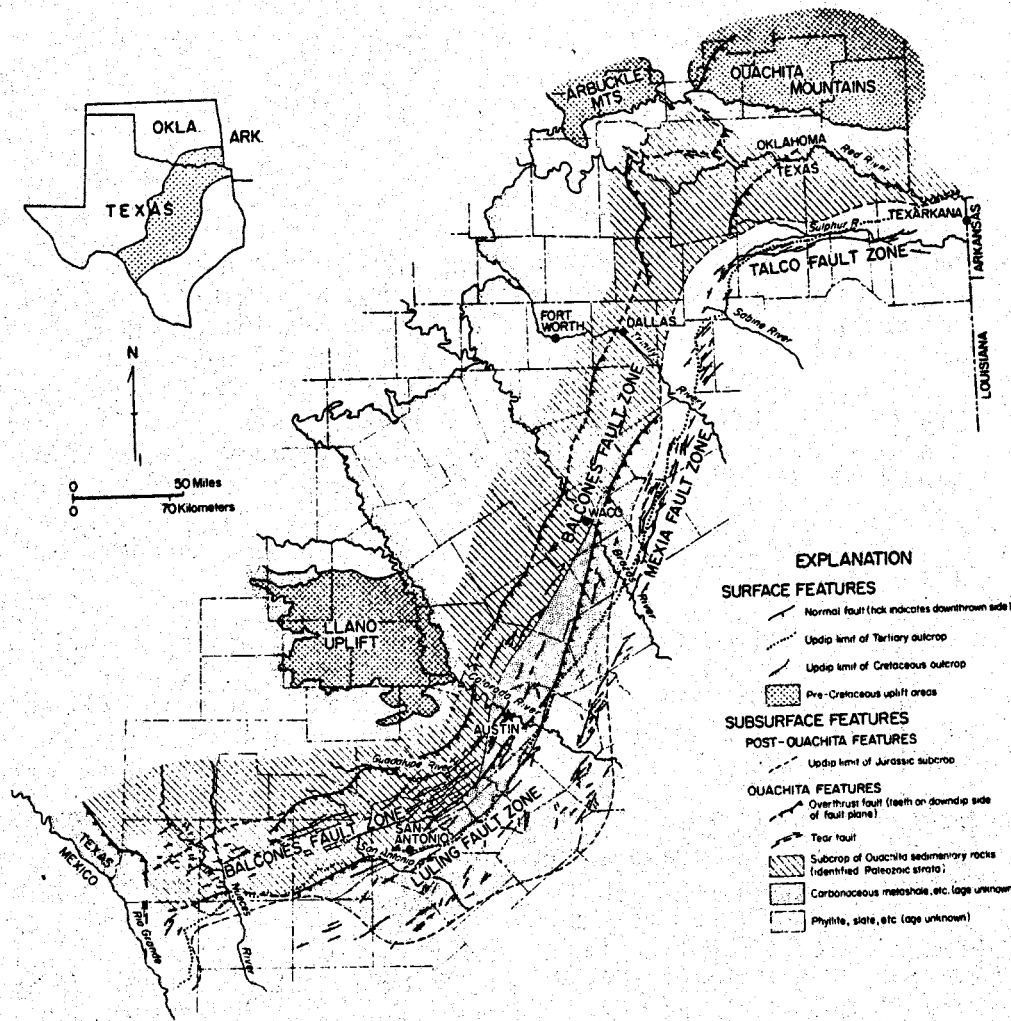 OKLA.
ARK.
TEXAS
N
0 50 Miles
0 70 Kilometers
ARBUCKLE
MTS.
OUACHITA
MOUNTAINS
OKLAHOMA
TEXAS
Red River
TEXARKANA
ARKANSAS
LOUISIANA
Sulphur R.
TALCO FAULT ZONE
Sabine River
FORT
WORTH
DALLAS
Trinity
River
BALCONES FAULT ZONE
MEXIA FAULT ZONE
WACO
Brazos
River
LLANO
UPLIFT
Colorado River
AUSTIN
Guadalupe River
BALCONES FAULT ZONE
SAN
ANTONIO
San Antonio
LULING FAULT ZONE
TEXAS
MEXICO
Rio Grande
Nueces
River
EXPLANATION
SURFACE FEATURES
Normal fault (tick indicates downthrown side)
Updip limit of Tertiary outcrop
Updip limit of Cretaceous outcrop
Pre-Cretaceous uplift areas
SUBSURFACE FEATURES
POST-OUACHITA FEATURES
Updip limit of Jurassic subcrop
OUACHITA FEATURES
Overthrust fault (teeth on downdip side
of fault plane)
Tear fault
Subcrop of Ouachita sedimentary rocks
(identified Paleozoic strata)
Carbonaceous metashale, etc. (age unknown)
Phyllite, slate, etc (age unknown)